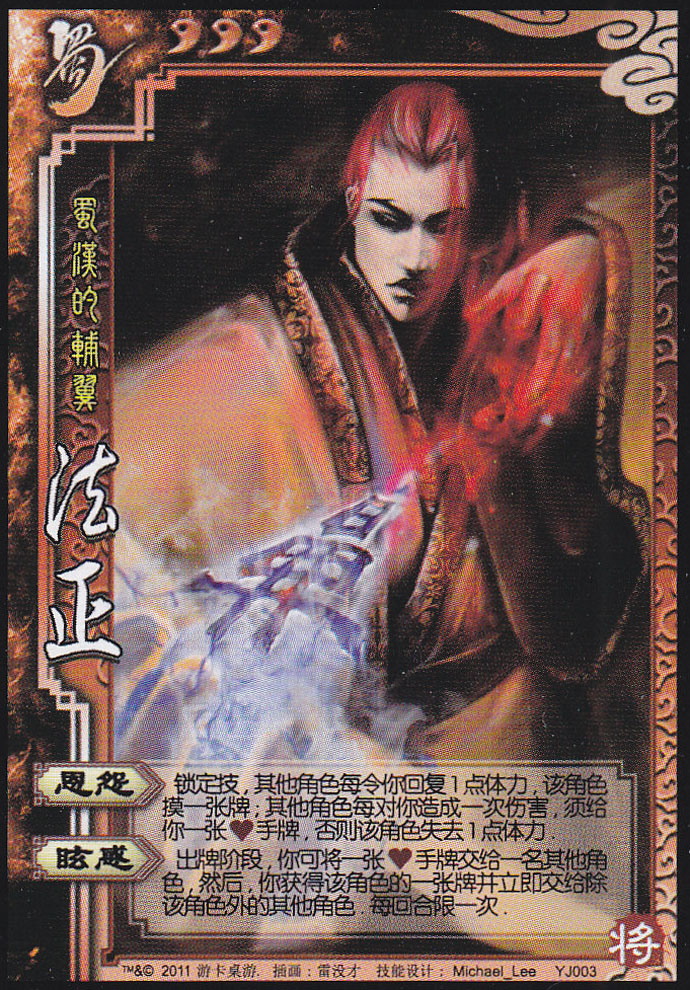 蜀
蜀漢的輔翼
法正
恩怨
锁定技，其他角色每令你回复1点体力，该角色
摸一张牌；其他角色每对你造成一次伤害，须给
你一张♥手牌，否则该角色失去1点体力．
眩惑
出牌阶段，你可将一张♥手牌交给一名其他角
色，然后，你获得该角色的一张牌并立即交给除
该角色外的其他角色．每回合限一次．
将
™&© 2011 游卡桌游．插画：雷没才 技能设计：Michael_Lee YJ003